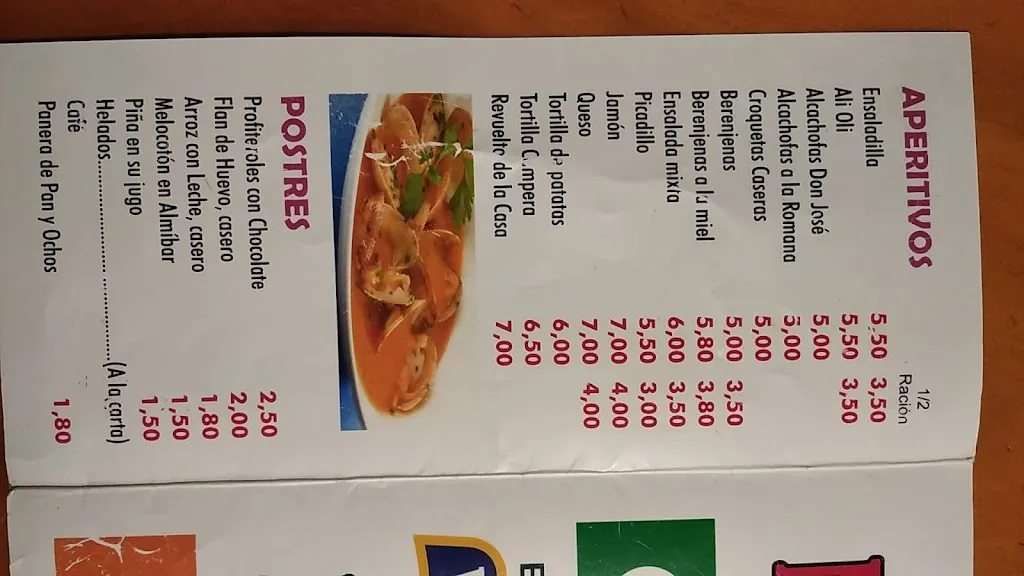 APERITIVOS
1/2
Ración
Ensaladilla 5,50 3,50
Ali Oli 5,50 3,50
Alcachofas Don José 5,00
Alcachofas a la Romana 5,00
Croquetas Caseras 5,00
Berenjenas 5,00 3,50
Berenjenas a la miel 5,80 3,80
Ensalada mixta 6,00 3,50
Picadillo 5,50 3,00
Jamón 7,00 4,00
Queso 7,00 4,00
Tortilla de patatas 6,00
Tortilla Campera 6,50
Revuelto de la Casa 7,00
POSTRES
Profiteroles con Chocolate 2,50
Flan de Huevo, casero 2,00
Arroz con Leche, casero 1,80
Melocotón en Almíbar 1,50
Piña en su jugo 1,50
Helados........................................(A la carta)
Café
Panera de Pan y Ochos 1,80